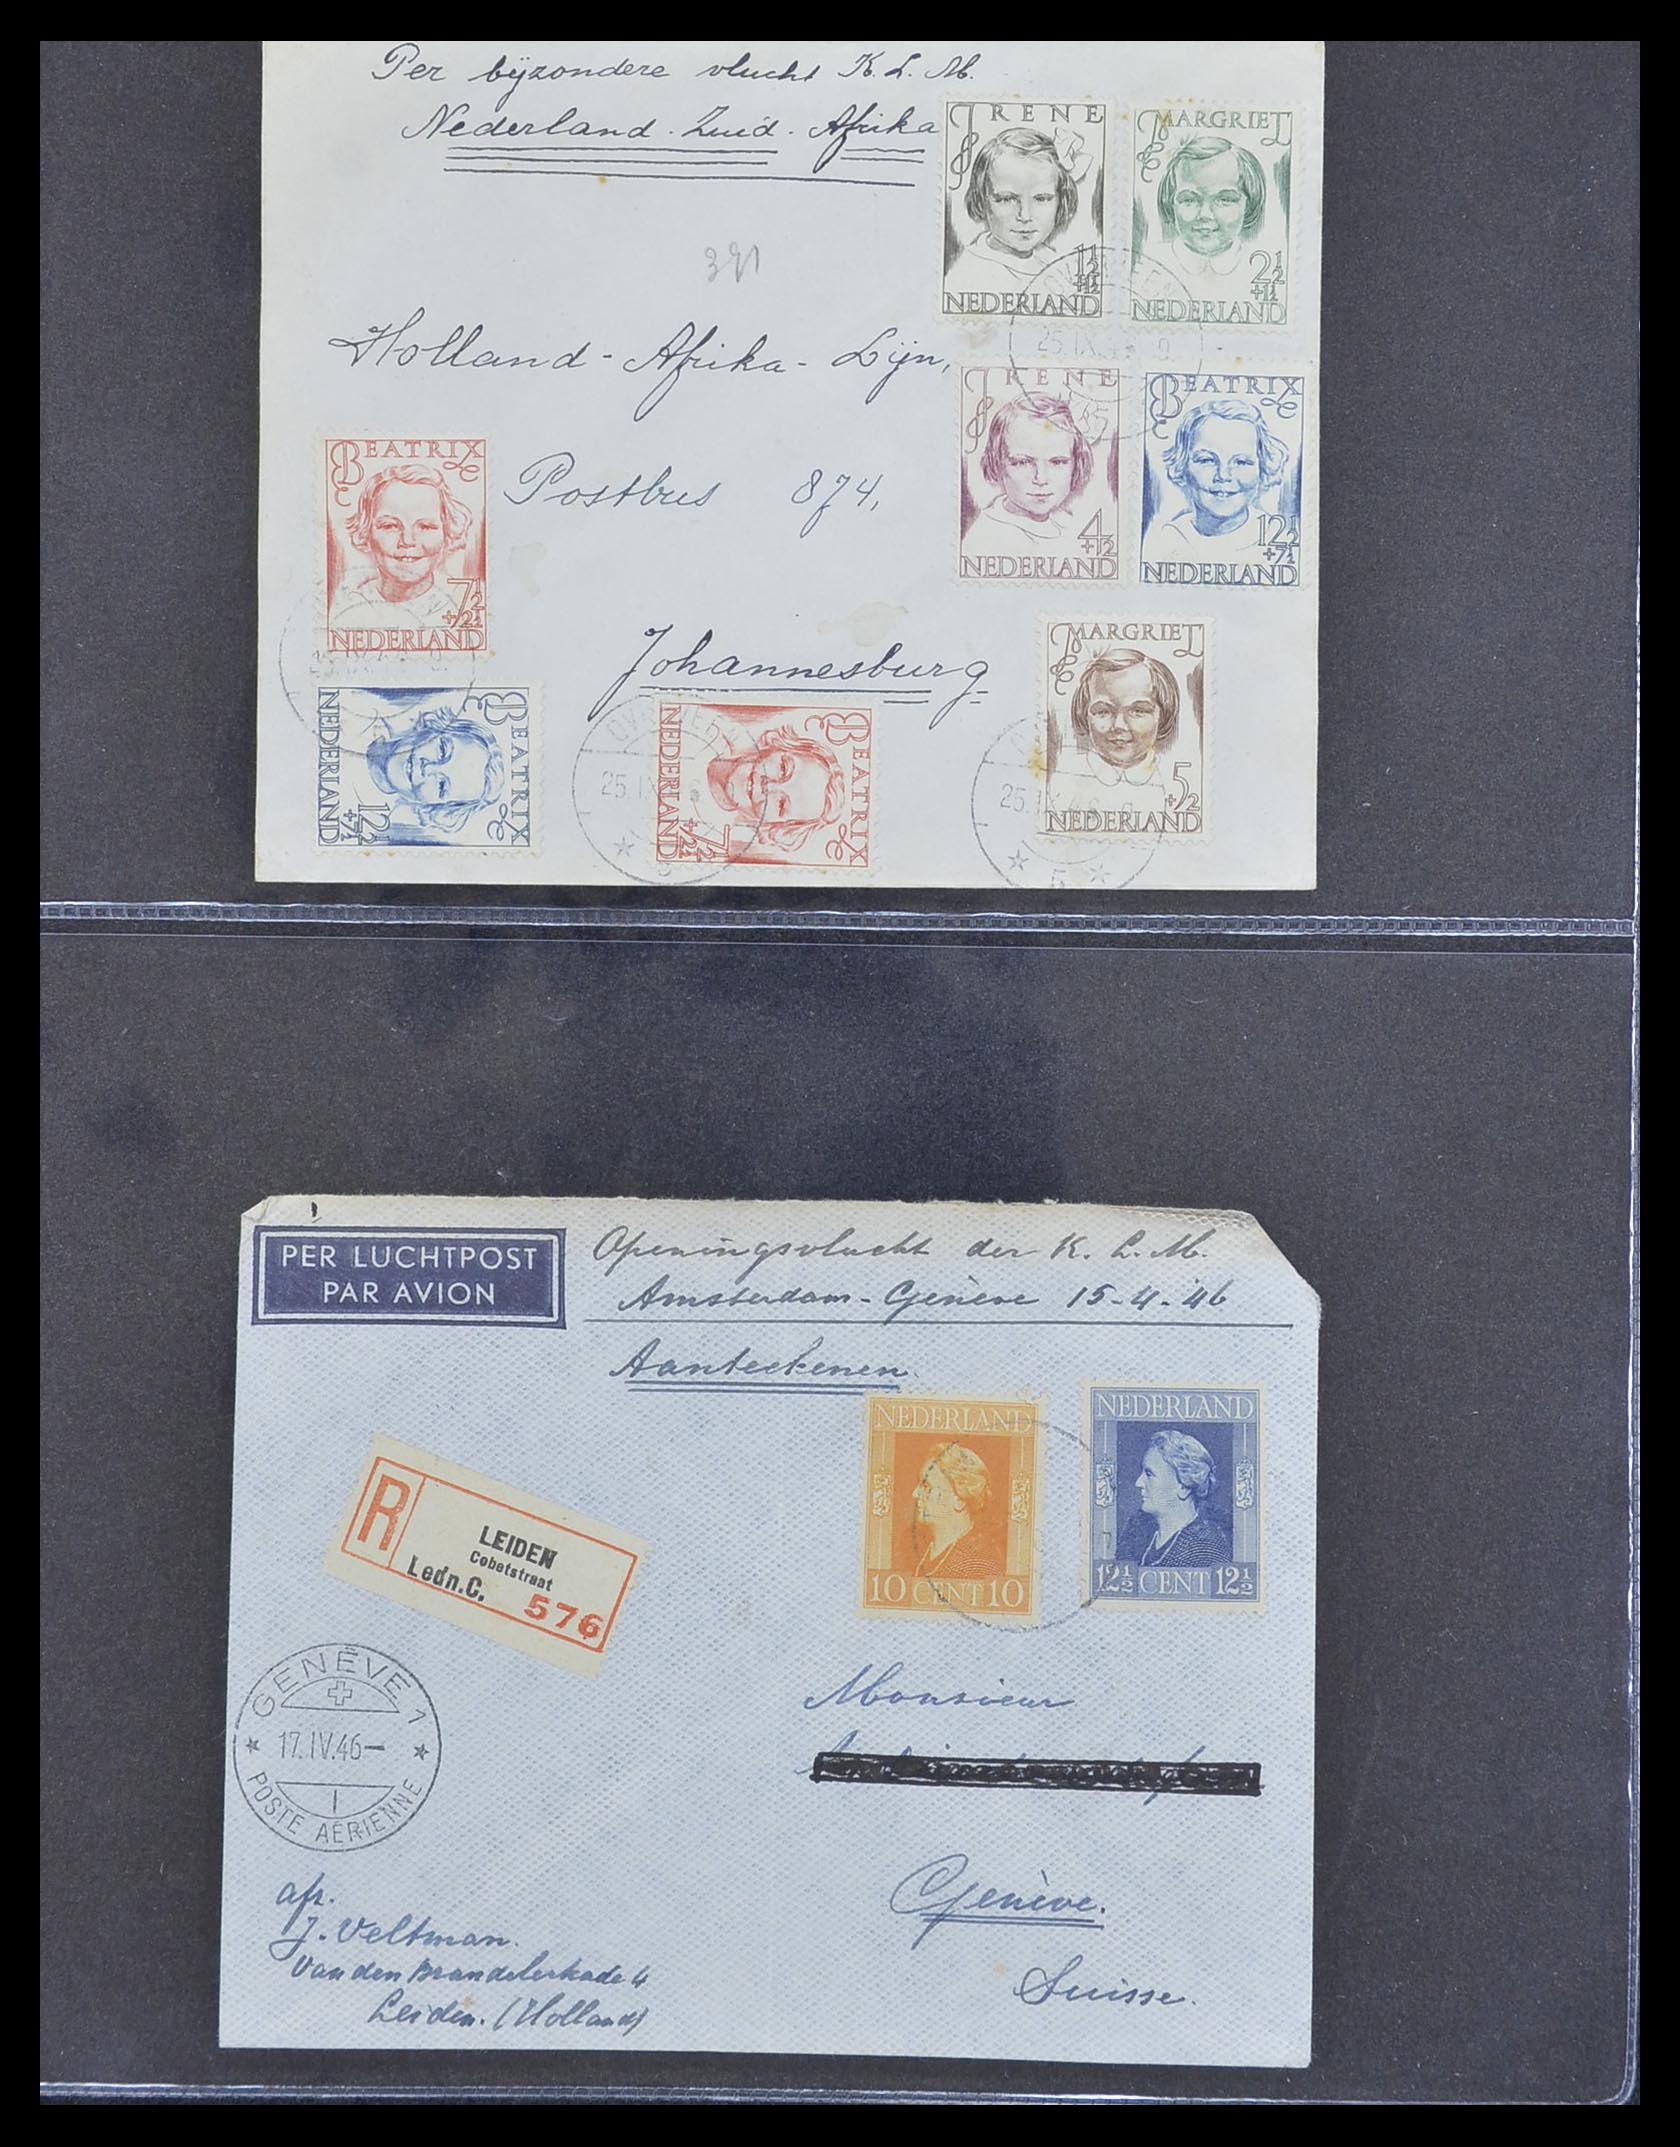 Per bijzondere vlucht K. L. M.
Nederland - Zuid - Afrika
IRENE
1½
+1½
NEDERLAND
MARGRIET
2½
+1½
NEDERLAND
391
Holland - Afrika - Lijn,
IRENE
4
+1½
NEDERLAND
BEATRIX
12½
+7½
NEDERLAND
BEATRIX
7½
+2½
NEDERLAND
Postbus 874,
Johannesburg
MARGRIET
5
+2
NEDERLAND
BEATRIX
12½
+7½
NEDERLAND
BEATRIX
7½
+2½
NEDERLAND
PER LUCHTPOST
PAR AVION
Openingsvlucht der K. L. M.
Amsterdam - Genève 15-4-'46
Aanteekenen.
NEDERLAND
10 CENT 10
NEDERLAND
12½ CENT 12½
R
LEIDEN
Cobetstraat
Ledn.C.
576
GENÈVE 1
17.IV.46—
1
POSTE AÉRIENNE
Monsieur
Genève.
Suisse.
afz.
J. Veltman.
Van den Brandelerkade 4
Leiden. (Holland)